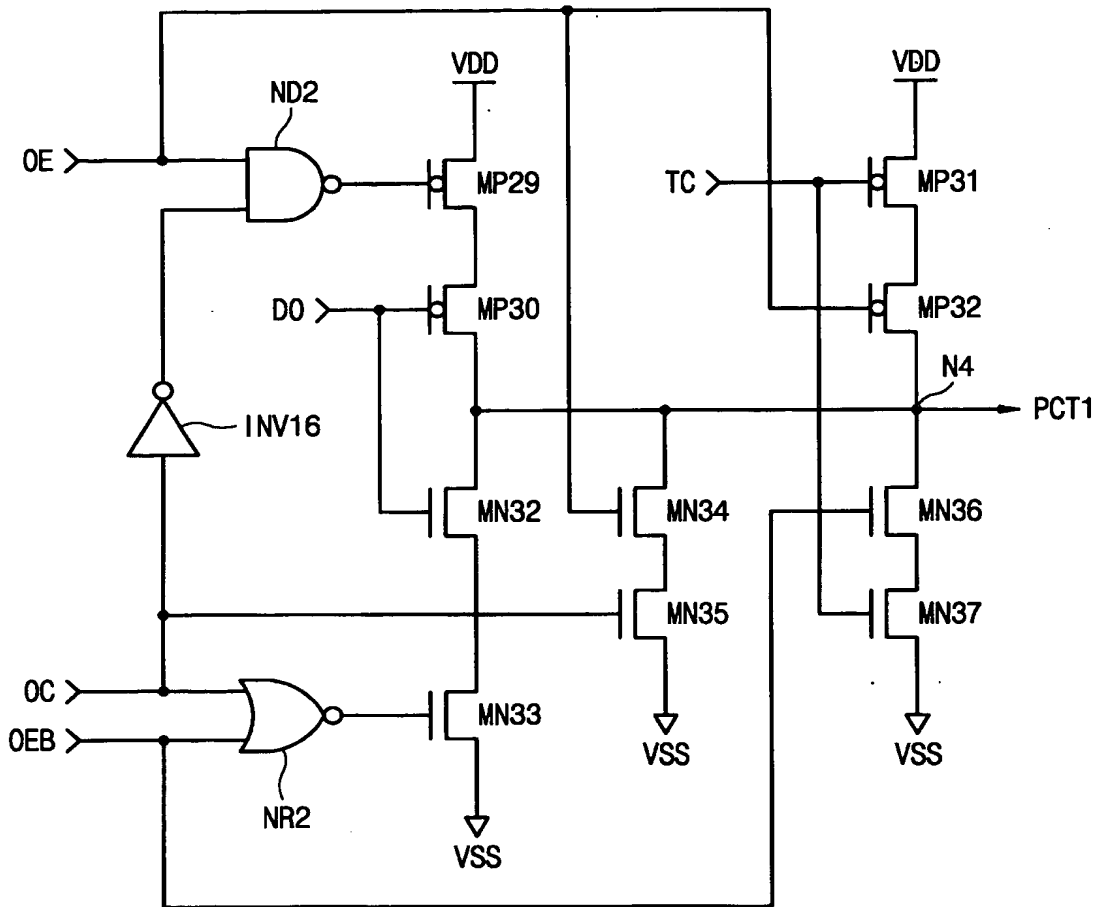 VDD
VDD
ND2
OE
MP29
TC
MP31
DO
MP30
MP32
N4
INV16
PCT1
MN32
MN34
MN36
MN35
MN37
OC
MN33
OEB
VSS
VSS
NR2
VSS